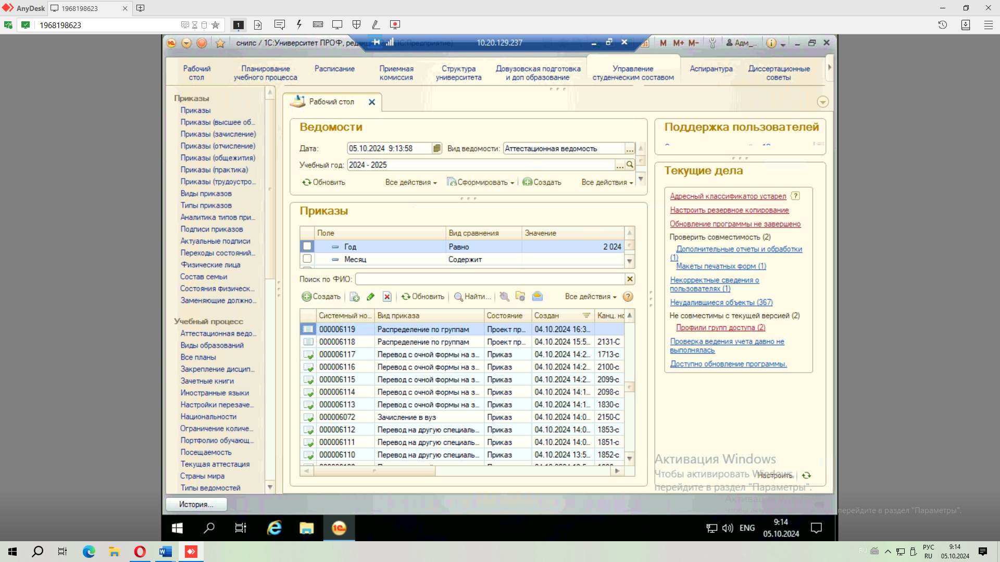 AnyDesk
1968198623
1968198623
1
снилс / 1С:Университет ПРОФ, редакц
(1С:Предприятие)
10.20.129.237
M M+ M-
Адм_...
Рабочий стол
Планирование учебного процесса
Расписание
Приемная комиссия
Структура университета
Довузовская подготовка и доп образование
Управление студенческим составом
Аспирантура
Диссертационные советы
Приказы
Приказы
Приказы (высшее об...
Приказы (зачисление)
Приказы (отчисление)
Приказы (общежития)
Приказы (практика)
Приказы (трудоустро...
Виды приказов
Типы приказов
Аналитика типов при...
Подписи приказов
Актуальные подписи
Переходы состояний...
Физические лица
Состав семьи
Состояния физическ...
Заменяющие должно...
Учебный процесс
Аттестационная ведо...
Виды образований
Все планы
Закрепление дисцип...
Зачетные книги
Иностранные языки
Настройки перезаче...
Национальности
Ограничение количе...
Портфолио обучающ...
Посещаемость
Текущая аттестация
Страны мира
Типы ведомостей
История...
Рабочий стол
Ведомости
Дата: 05.10.2024 9:13:58 Вид ведомости: Аттестационная ведомость ...
Учебный год: 2024 - 2025 ...
Обновить Все действия Сформировать Создать Все действия
Приказы
Поле Вид сравнения Значение
Год Равно 2 024
Месяц Содержит
Поиск по ФИО:
Создать Обновить Найти... Все действия
Системный но... Вид приказа Состояние Создан Канц. но
000006119 Распределение по группам Проект пр... 04.10.2024 16:3...
000006118 Распределение по группам Проект пр... 04.10.2024 15:5... 2131-С
000006117 Перевод с очной формы на з... Приказ 04.10.2024 14:2... 1713-с
000006116 Перевод с очной формы на з... Приказ 04.10.2024 14:2... 2100-с
000006115 Перевод с очной формы на з... Приказ 04.10.2024 14:2... 2099-с
000006114 Перевод с очной формы на з... Приказ 04.10.2024 14:1... 2098-с
000006113 Перевод с очной формы на з... Приказ 04.10.2024 14:1... 1830-с
000006072 Зачисление в вуз Приказ 04.10.2024 14:0... 2150-С
000006112 Перевод на другую специаль... Приказ 04.10.2024 14:0... 1853-с
000006111 Перевод на другую специаль... Приказ 04.10.2024 14:0... 1851-с
000006110 Перевод на другую специаль... Приказ 04.10.2024 13:5... 1852-с
Поддержка пользователей
Текущие дела
Адресный классификатор устарел ?
Настроить резервное копирование
Обновление программы не завершено
Проверить совместимость (2)
Дополнительные отчеты и обработки
(1)
Макеты печатных форм (1)
Некорректные сведения о
пользователях (1)
Неудалившиеся объекты (367)
Не совместимы с текущей версией (2)
Профили групп доступа (2)
Проверка ведения учета давно не
выполнялась
Доступно обновление программы.
Настроить
Активация Windows
Чтобы активировать Windows,
перейдите в раздел "Параметры".
перейдите в раздел "Параметры".
ENG
9:14
05.10.2024
RU
РУС
RU
9:14
05.10.2024